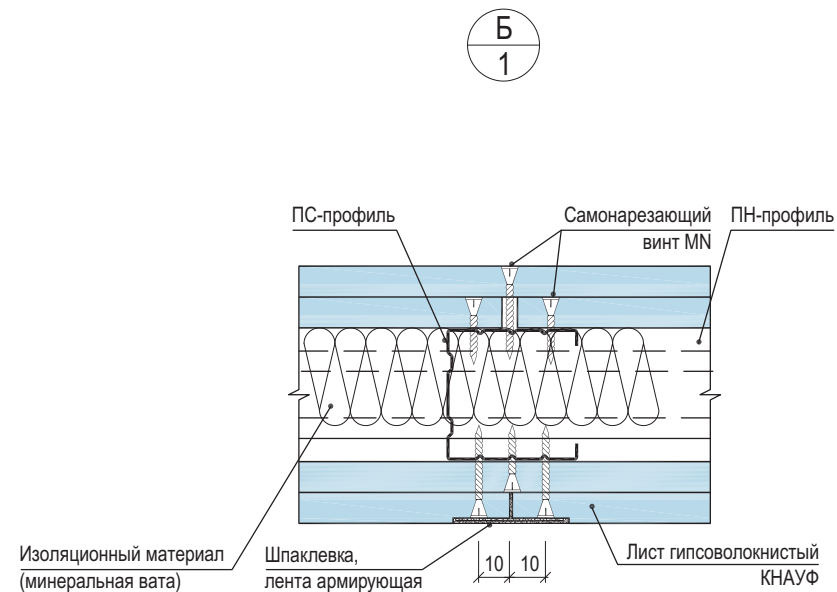 Б
1
ПС-профиль
Самонарезающий
винт MN
ПН-профиль
Изоляционный материал
(минеральная вата)
Шпаклевка,
лента армирующая
10 10
Лист гипсоволокнистый
КНАУФ